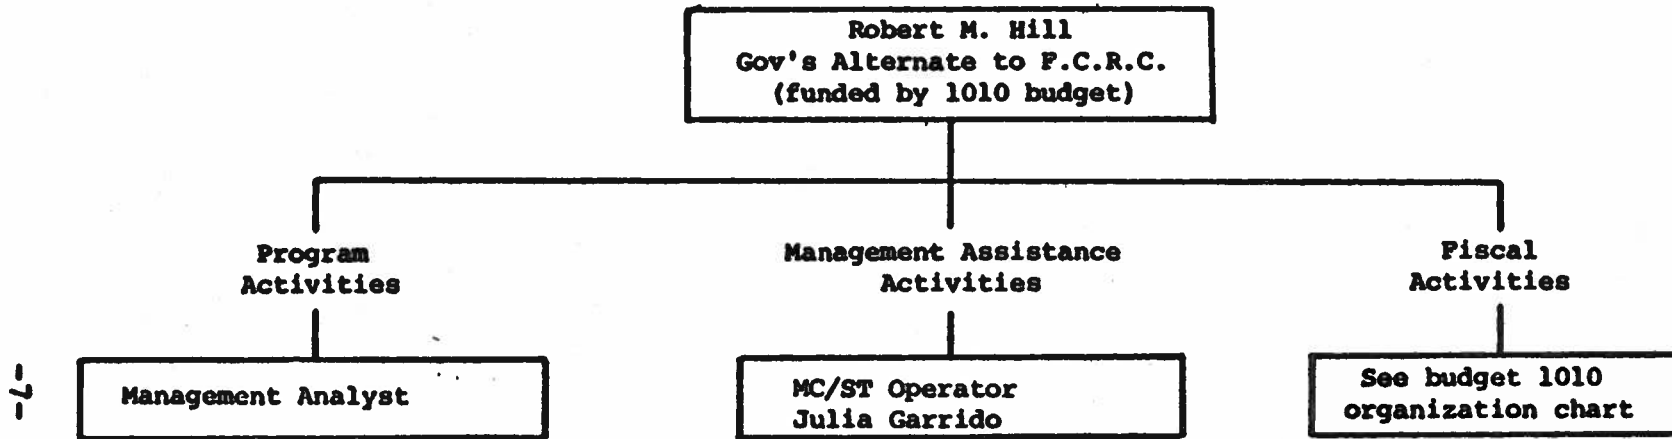 Robert M. Hill
Gov's Alternate to F.C.R.C.
(funded by 1010 budget)
Program
Activities
Management Assistance
Activities
Fiscal
Activities
Management Analyst
MC/ST Operator
Julia Garrido
See budget 1010
organization chart
-7-